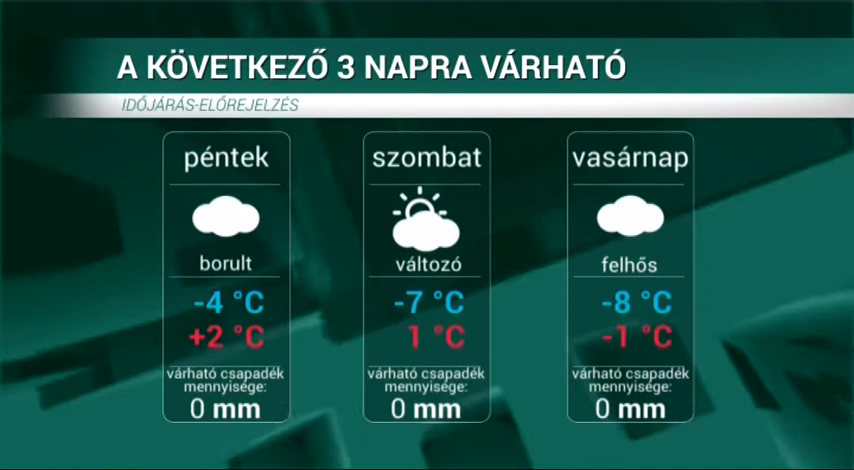 A KÖVETKEZŐ 3 NAPRA VÁRHATÓ
IDŐJÁRÁS-ELŐREJELZÉS
péntek
borult
-4 °C
+2 °C
várható csapadék
mennyisége:
0 mm
szombat
változó
-7 °C
1 °C
várható csapadék
mennyisége:
0 mm
vasárnap
felhős
-8 °C
-1 °C
várható csapadék
mennyisége:
0 mm